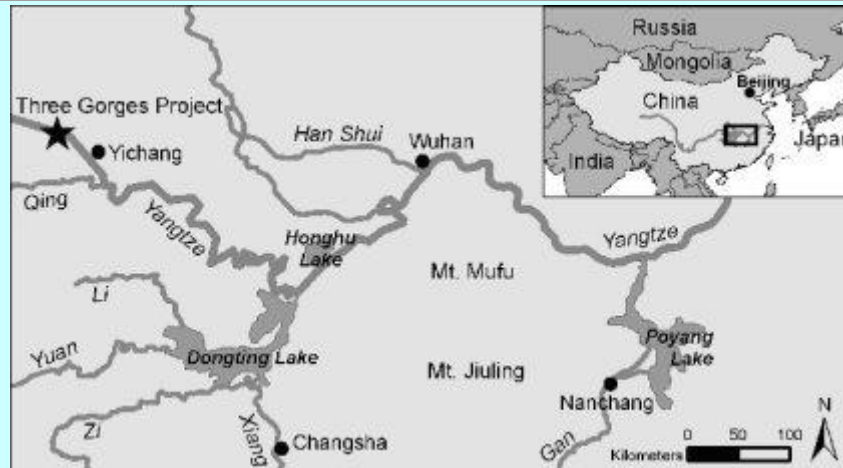 Three Gorges Project
Yichang
Qing
Yangtze
Han Shui
Wuhan
Honghu
Lake
Li
Yuan
Dongting Lake
Zi
Xiang
Changsha
Mt. Mufu
Mt. Jiuling
Yangtze
Poyang
Lake
Nanchang
Gan
Russia
Mongolia
Beijing
China
Japan
India
N
Kilometers 0 50 100